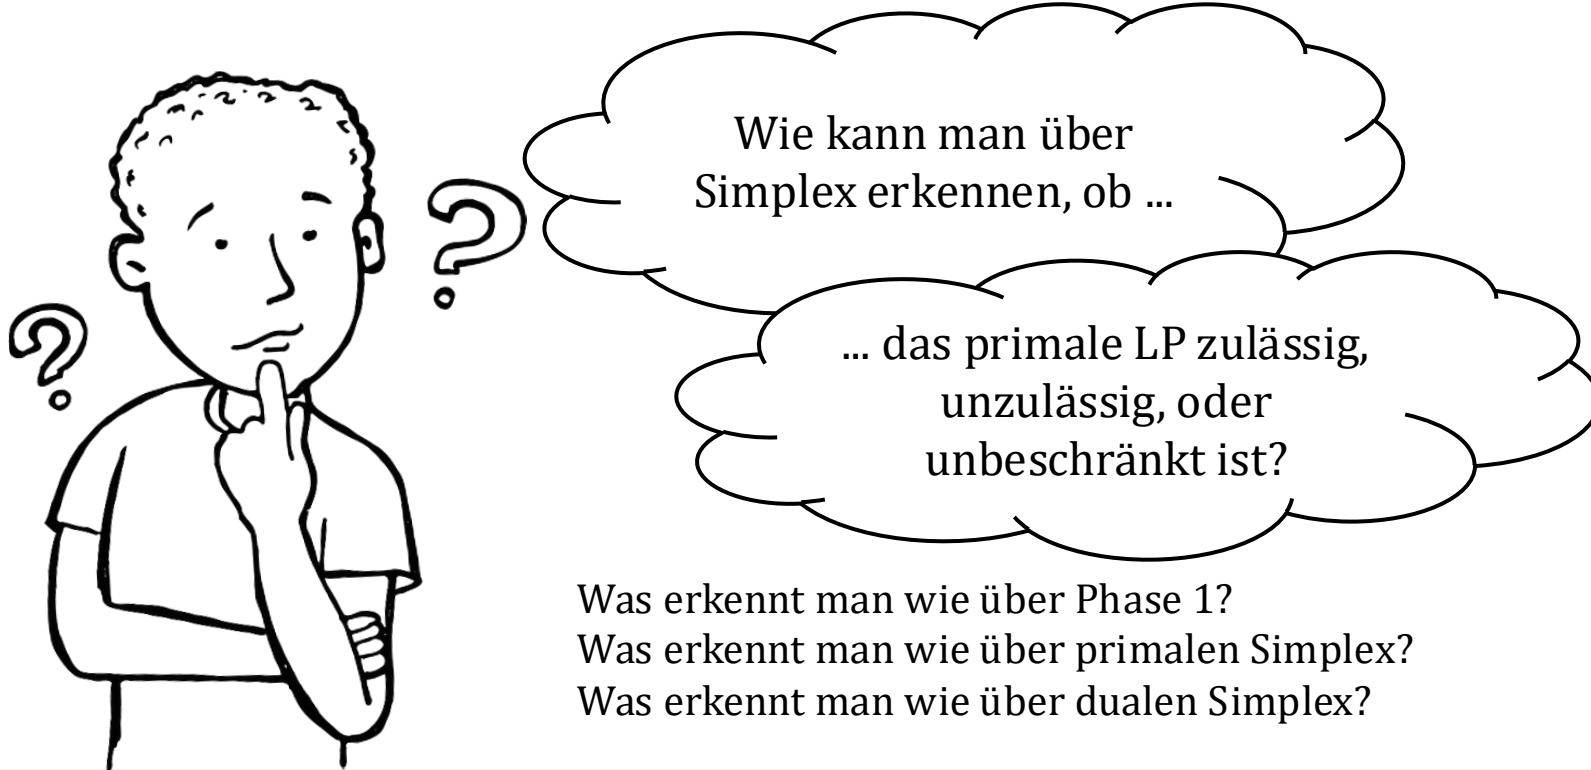 Wie kann man über
Simplex erkennen, ob ...
... das primale LP zulässig,
unzulässig, oder
unbeschränkt ist?
Was erkennt man wie über Phase 1?
Was erkennt man wie über primalen Simplex?
Was erkennt man wie über dualen Simplex?
? 
?